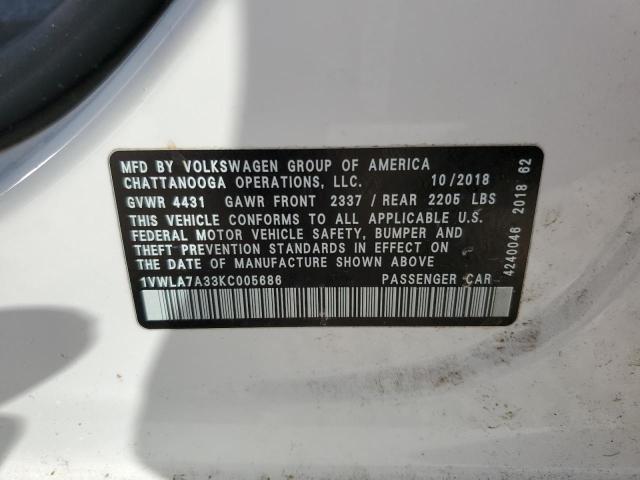 MFD BY VOLKSWAGEN GROUP OF AMERICA
CHATTANOOGA OPERATIONS, LLC. 10/2018
GVWR 4431 GAWR FRONT 2337 / REAR 2205 LBS
THIS VEHICLE CONFORMS TO ALL APPLICABLE U.S.
FEDERAL MOTOR VEHICLE SAFETY, BUMPER AND
THEFT PREVENTION STANDARDS IN EFFECT ON
THE DATE OF MANUFACTURE SHOWN ABOVE
1VWLA7A33KC005686 PASSENGER CAR
4240046 2018 62